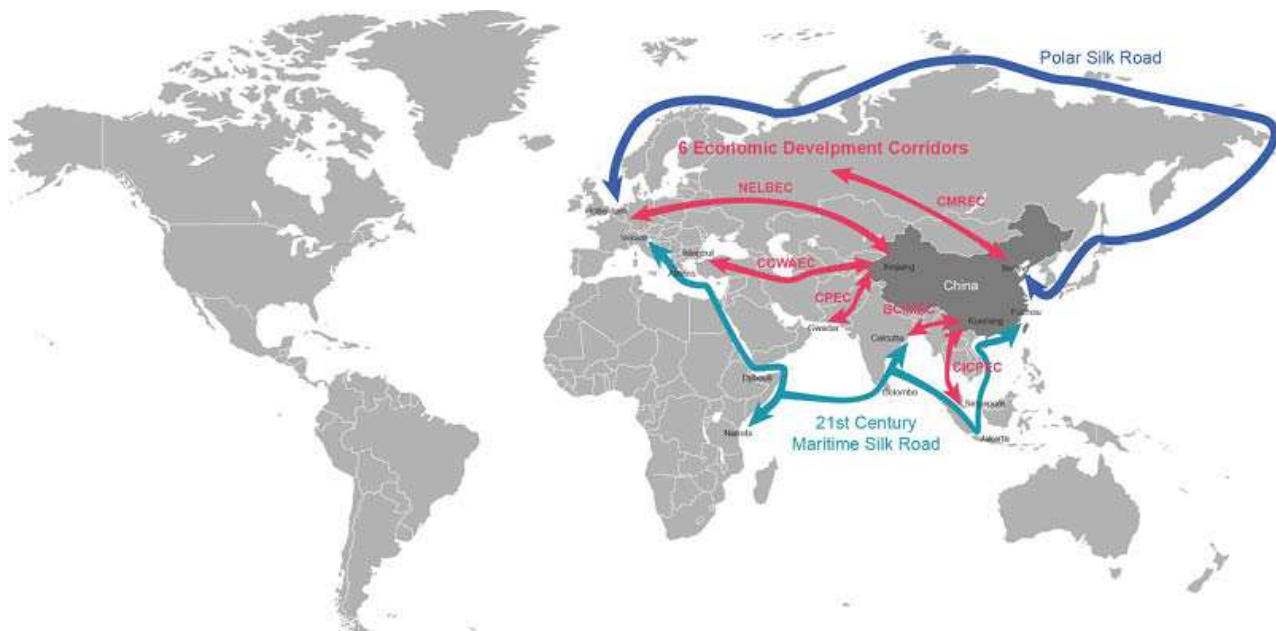 Polar Silk Road
6 Economic Develpment Corridors
NELBEC
CMREC
Venice
Istanbul
Athens
CCWAEC
Xinjiang
China
CPEC
BCIMEC
Gwadar
Kunming
Fuzhou
Calcutta
CICPEC
Djibouti
Colombo
Nairobi
21st Century
Maritime Silk Road
Jakarta